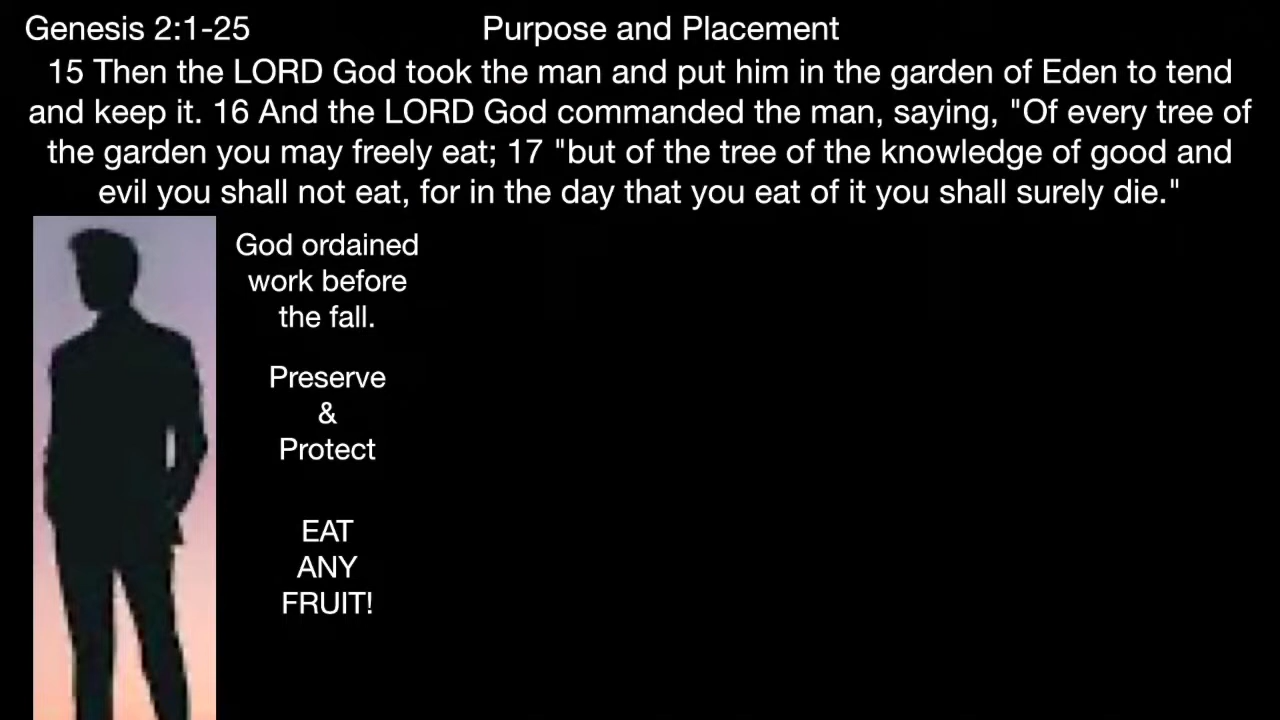 Genesis 2:1-25
Purpose and Placement
15 Then the LORD God took the man and put him in the garden of Eden to tend
and keep it. 16 And the LORD God commanded the man, saying, "Of every tree of
the garden you may freely eat; 17 "but of the tree of the knowledge of good and
evil you shall not eat, for in the day that you eat of it you shall surely die."
God ordained
work before
the fall.
Preserve
&
Protect
EAT
ANY
FRUIT!